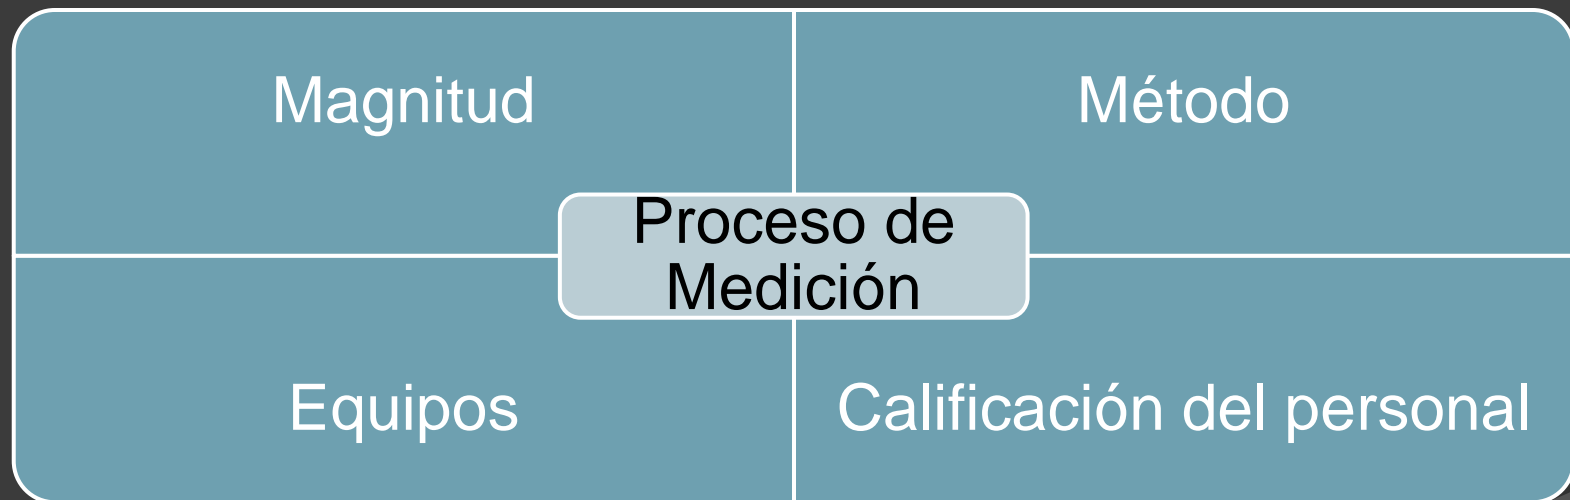 Magnitud
Método
Proceso de
Medición
Equipos
Calificación del personal